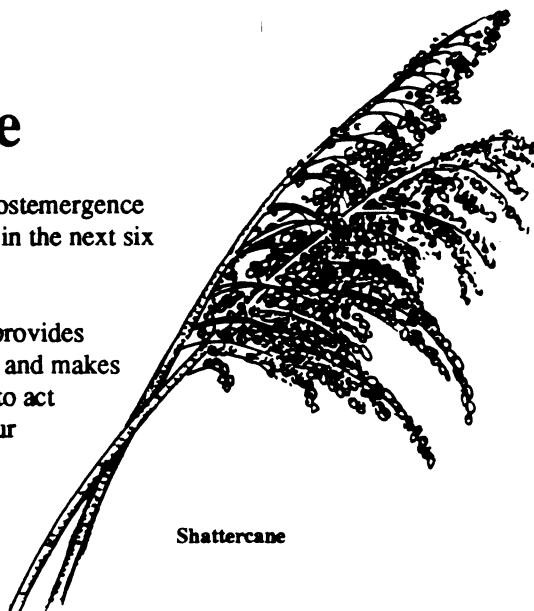 e
ostemergence
in the next six
provides
and makes
to act
ur
Shattercane